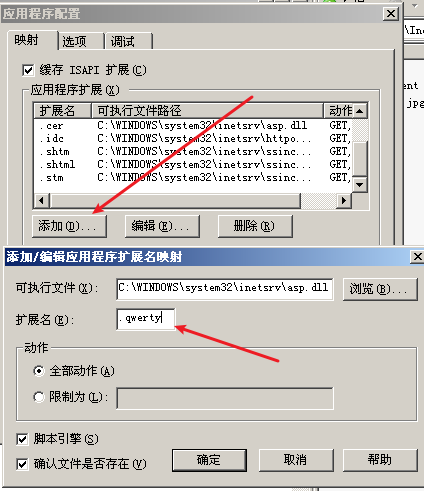 应用程序配置
映射 选项 调试
缓存 ISAPI 扩展(C)
应用程序扩展(X)
扩展名 可执行文件路径 动作
.cer C:\WINDOWS\system32\inetsrv\asp.dll GET,
.idc C:\WINDOWS\system32\inetsrv\httpo... GET,
.shtm C:\WINDOWS\system32\inetsrv\ssinc... GET,
.shtml C:\WINDOWS\system32\inetsrv\ssinc... GET,
.stm C:\WINDOWS\system32\inetsrv\ssinc... GET,
添加(D)... 编辑(E)... 删除(R)
添加/编辑应用程序扩展名映射
可执行文件(X): C:\WINDOWS\system32\inetsrv\asp.dll 浏览(B)...
扩展名(E): .qwerty
动作
全部动作(A)
限制为(L):
脚本引擎(S)
确认文件是否存在(V)
确定 取消 帮助